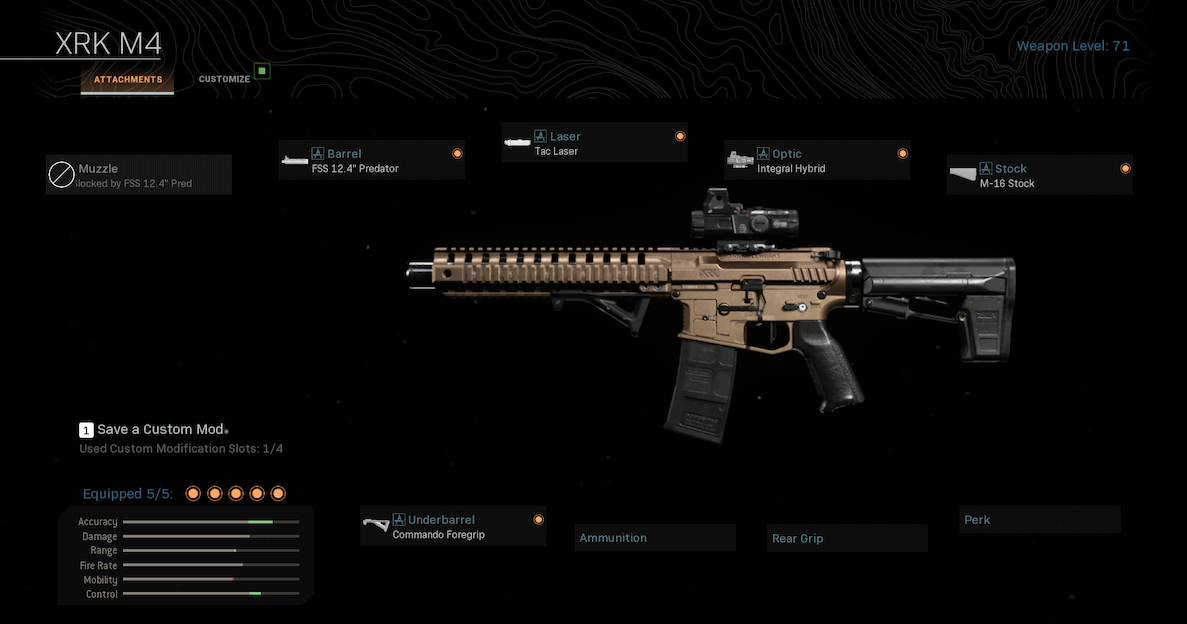 XRK M4
Weapon Level: 71
ATTACHMENTS
CUSTOMIZE
Laser
Tac Laser
Barrel
FSS 12.4" Predator
Optic
Integral Hybrid
Muzzle
locked by FSS 12.4" Pred
Stock
M-16 Stock
XRK
1 Save a Custom Mod
Used Custom Modification Slots: 1/4
Equipped 5/5:
Accuracy
Damage
Range
Fire Rate
Mobility
Control
Underbarrel
Commando Foregrip
Ammunition
Rear Grip
Perk